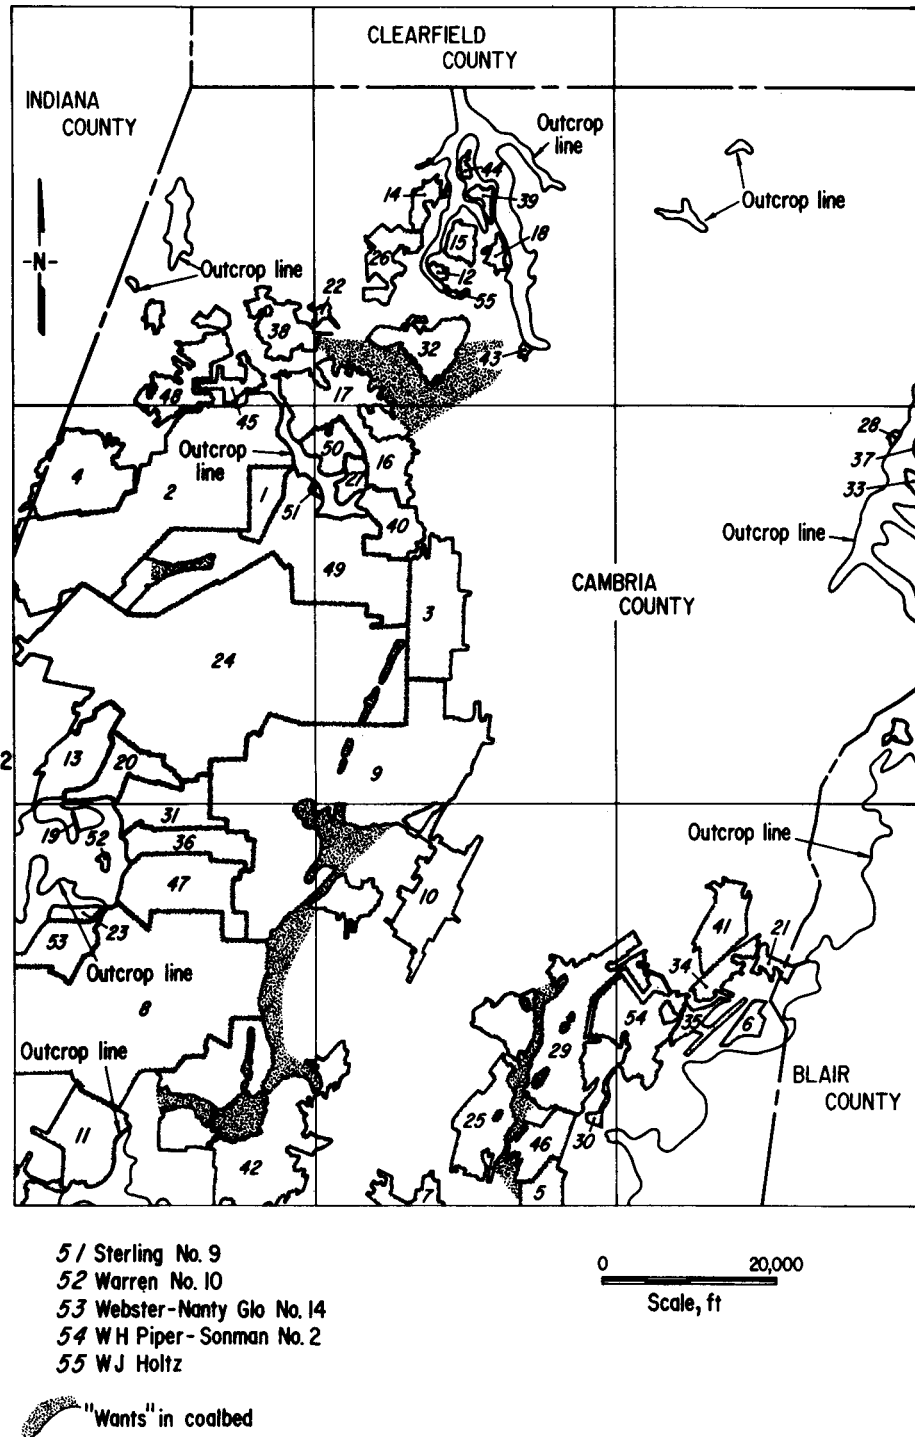 CLEARFIELD
COUNTY
INDIANA
COUNTY
Outcrop
line
44
14
39
Outcrop line
-N-
15
18
26
12
Outcrop line
22
55
38
32
43
17
48
45
28
50
Outcrop
line
16
37
4
2
1
27
33
51
40
Outcrop line
49
CAMBRIA
COUNTY
3
24
13
20
2
9
31
19
52
36
Outcrop line
47
10
41
21
53
23
34
Outcrop line
8
54
35
6
Outcrop line
29
BLAIR
COUNTY
25
11
30
46
42
7
5
51 Sterling No. 9
52 Warren No. 10
53 Webster-Nanty Glo No. 14
54 WH Piper-Sonman No. 2
55 WJ Holtz
0 20,000
Scale, ft
"Wants" in coalbed